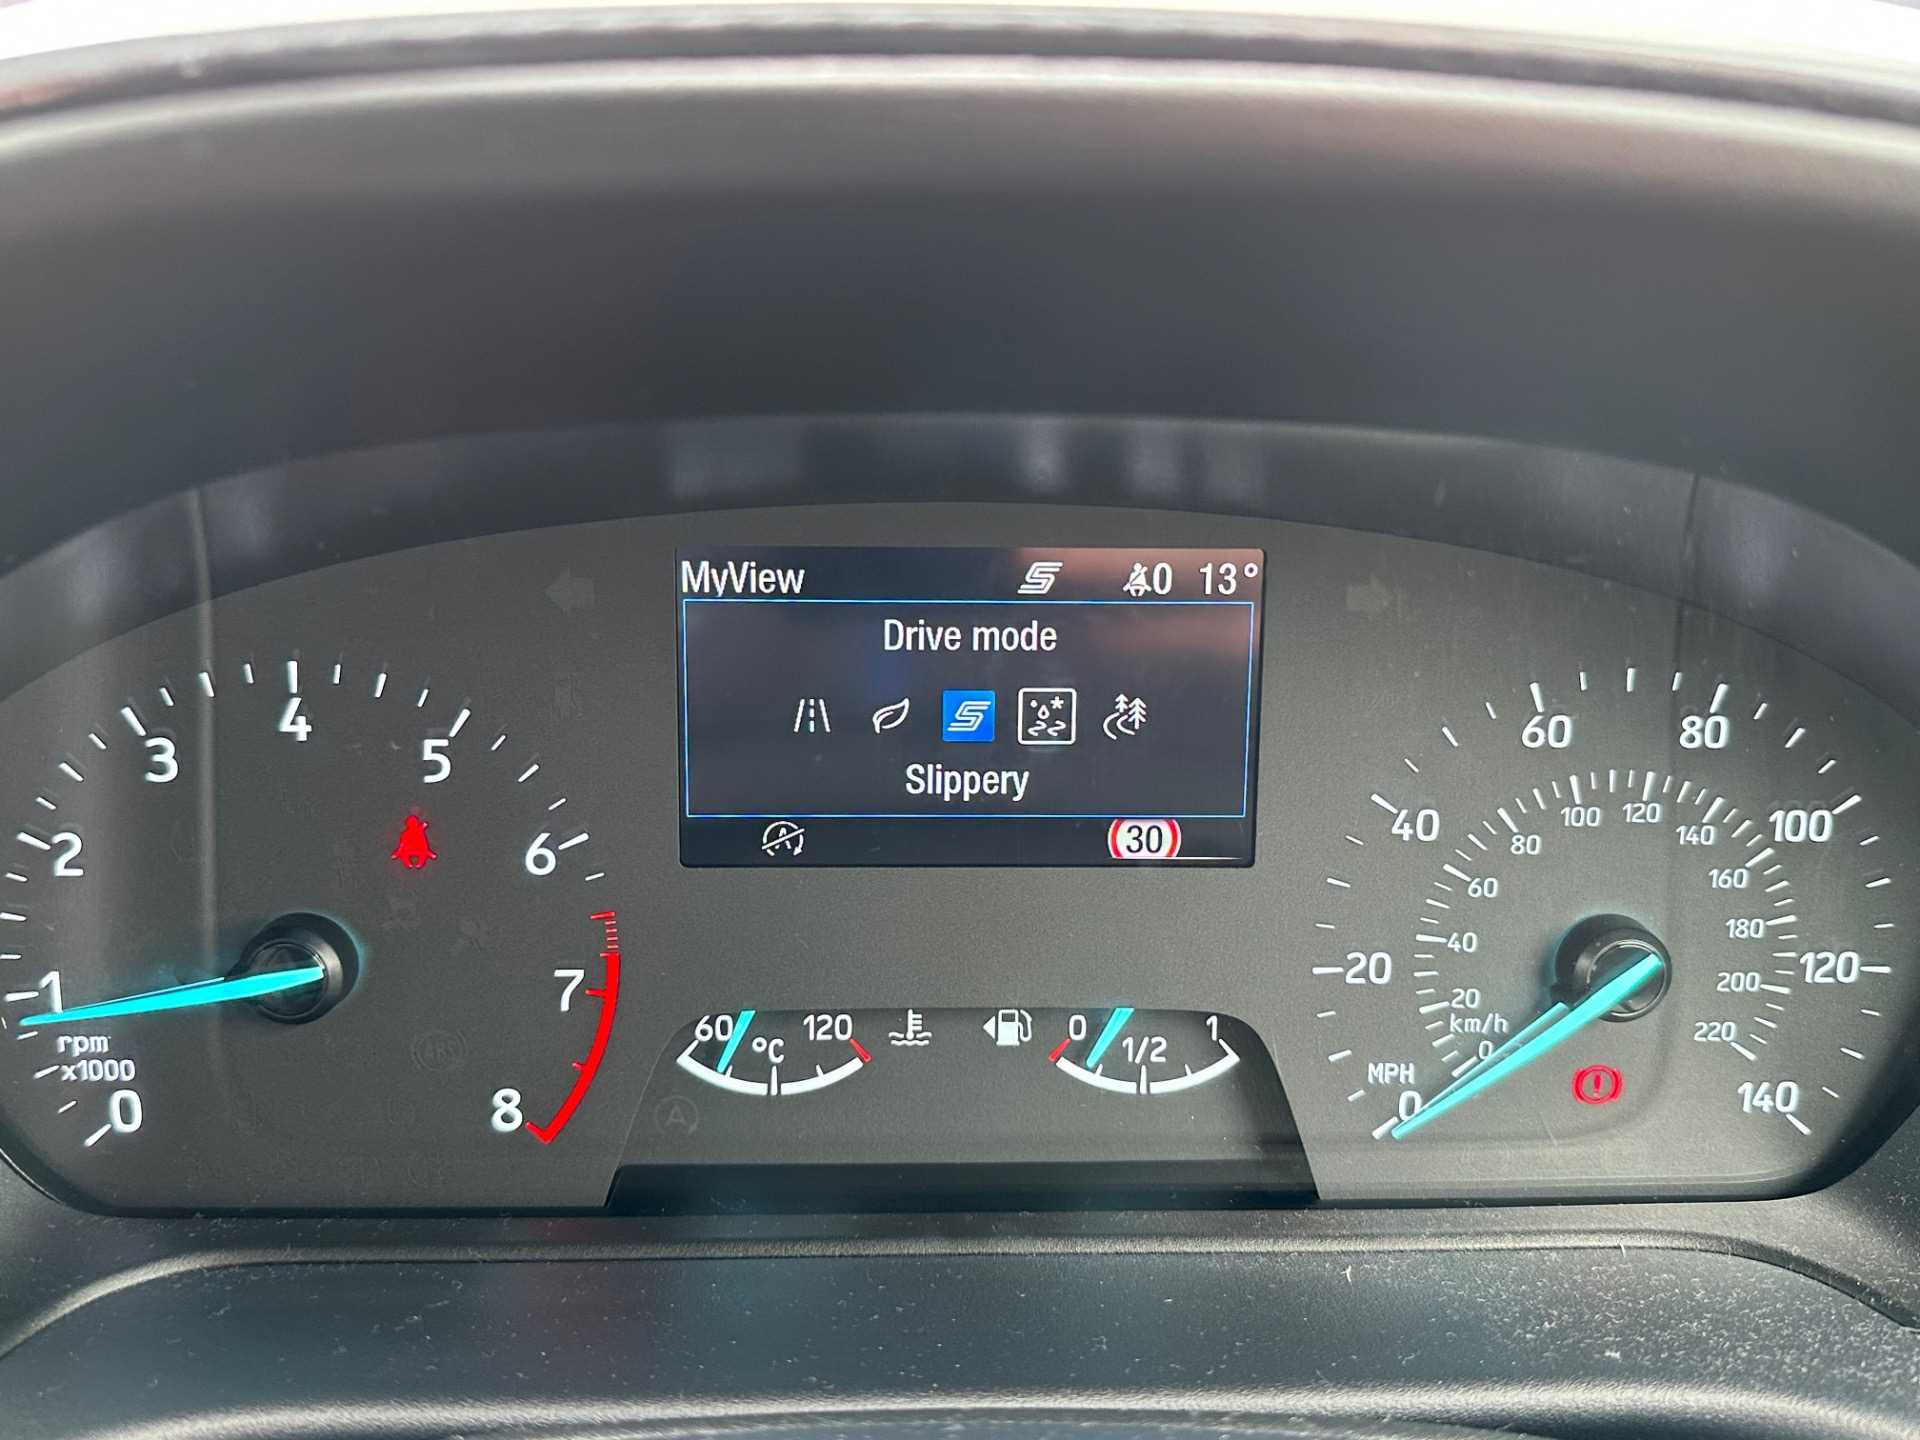 MyView 0 13°
Drive mode
Slippery
30
0 1 2 3 4 5 6 7 8
rpm
x1000
60 °C 120
0 1/2 1
0 20 40 60 80 100 120 140
MPH
0 20 40 60 80 100 120 140 160 180 200 220
km/h